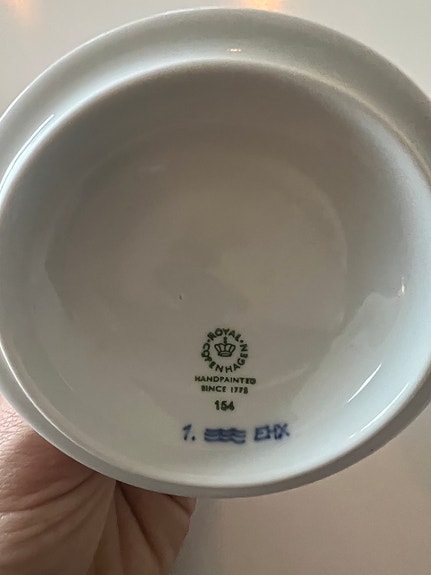 ROYAL COPENHAGEN
HANDPAINTED
SINCE 1775
154
1. EHX